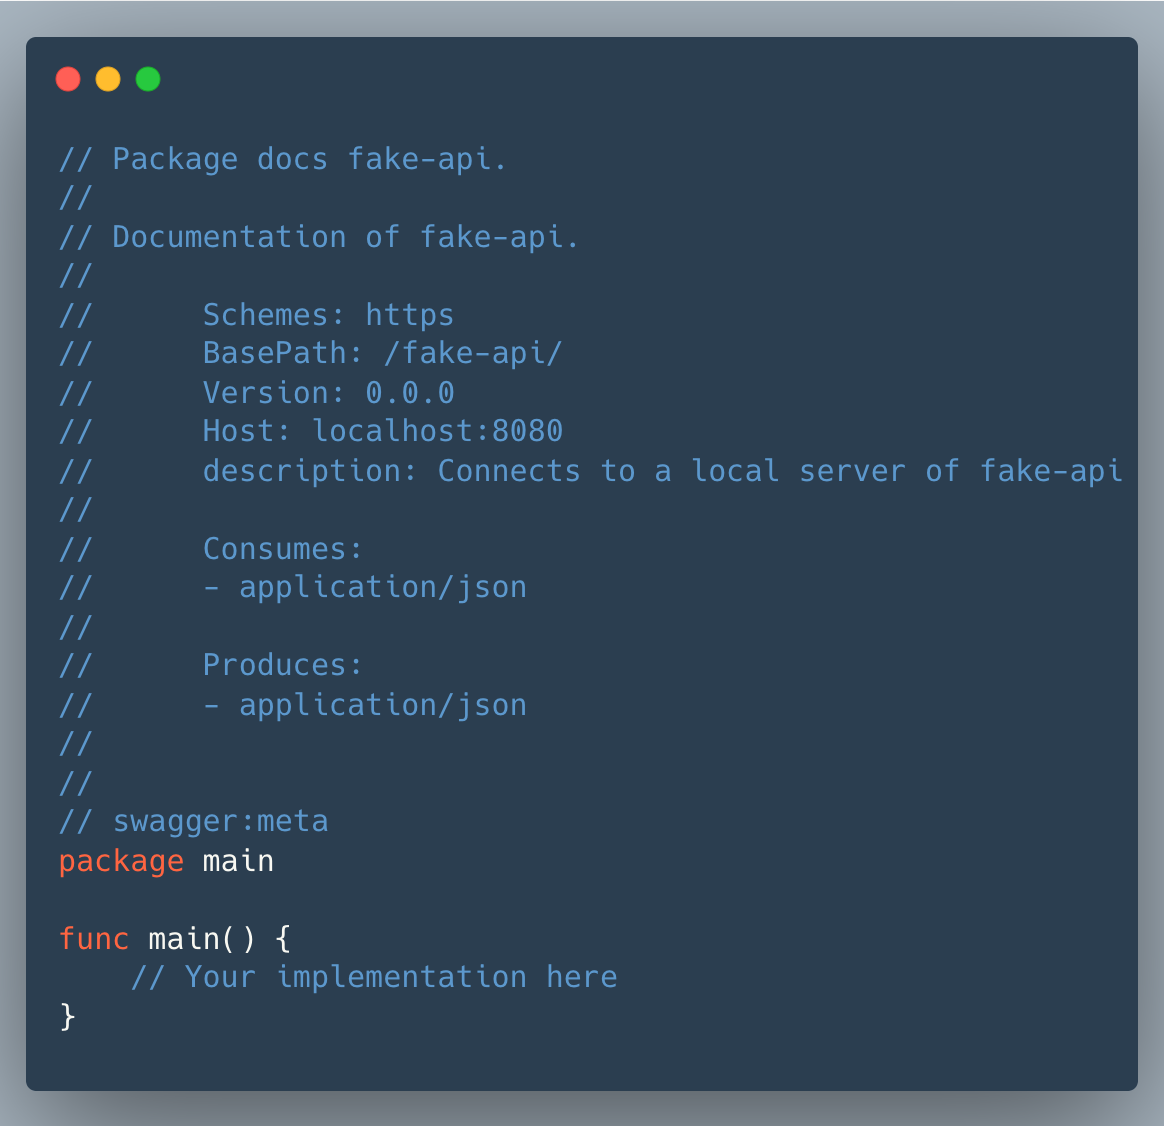 // Package docs fake-api.
//
// Documentation of fake-api.
//
//      Schemes: https
//      BasePath: /fake-api/
//      Version: 0.0.0
//      Host: localhost:8080
//      description: Connects to a local server of fake-api
//
//      Consumes:
//      - application/json
//
//      Produces:
//      - application/json
//
//
// swagger:meta
package main

func main() {
    // Your implementation here
}